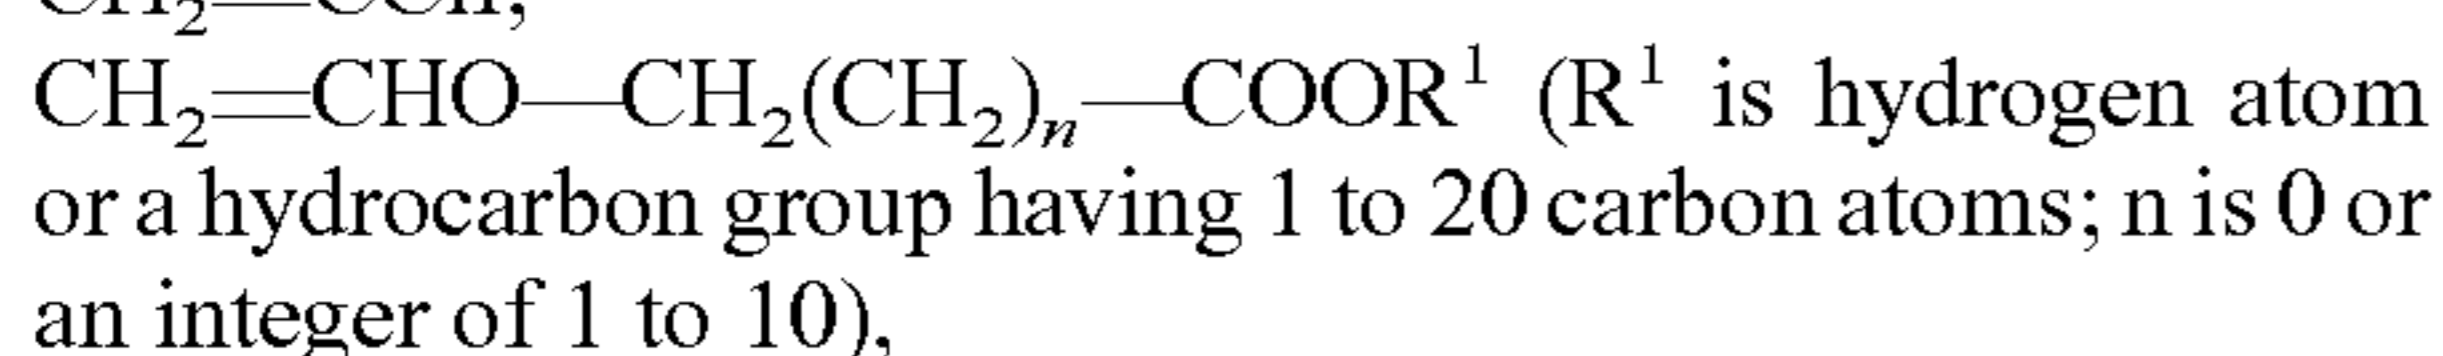 CH₂=CHO—CH₂(CH₂)ₙ—COOR¹ (R¹ is hydrogen atom
or a hydrocarbon group having 1 to 20 carbon atoms; n is 0 or
an integer of 1 to 10),